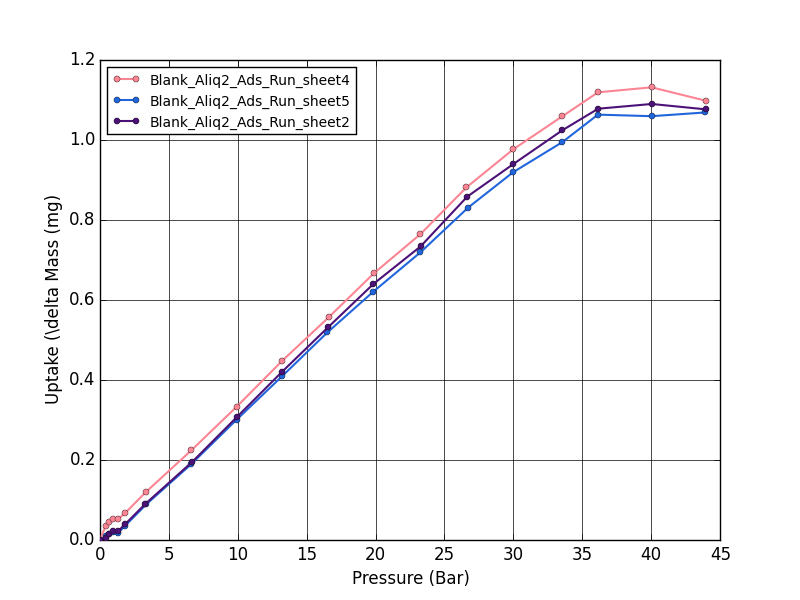 Blank_Aliq2_Ads_Run_sheet4
Blank_Aliq2_Ads_Run_sheet5
Blank_Aliq2_Ads_Run_sheet2
1.2
1.0
0.8
0.6
0.4
0.2
0.0
Uptake (\delta Mass (mg)
0 5 10 15 20 25 30 35 40 45
Pressure (Bar)